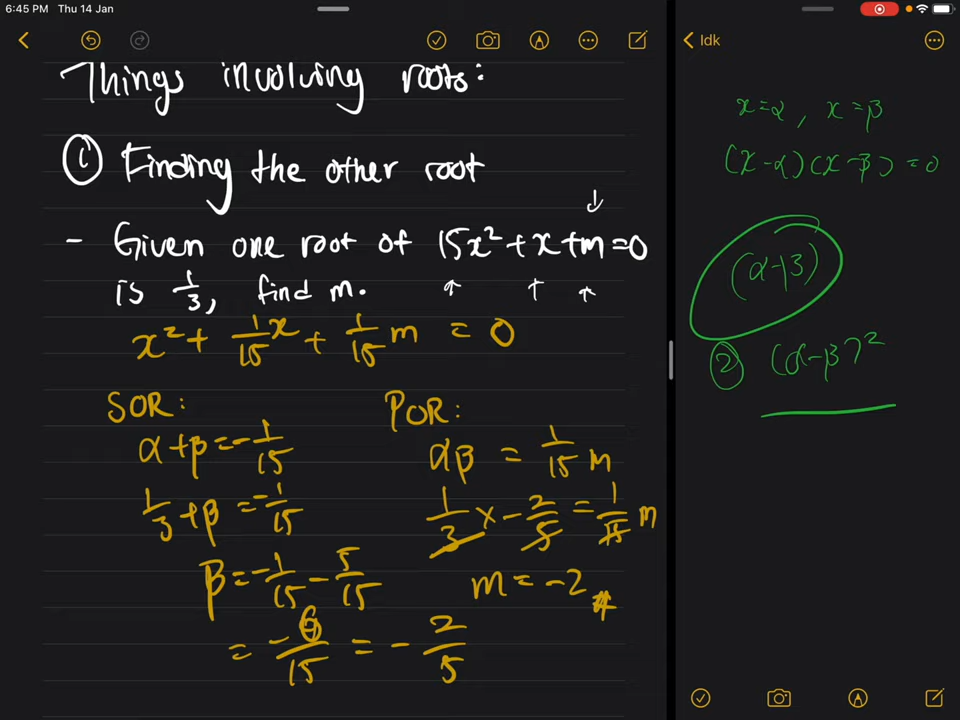 6:45 PM Thu 14 Jan
Things involving roots:
① Finding the other root
- Given one root of 15x² + x + m = 0
is 1/3, find m.
x² + 1/15 x + 1/15 m = 0
SOR:
α + β = -1/15
1/3 + β = -1/15
β = -1/15 - 5/15
= -6/15 = -2/5
POR:
αβ = 1/15 m
1/3 x -2/5 = 1/15 m
m = -2 #
Idk
x = α , x = β
(x - α)(x - β) = 0
(α - β)
② (α - β)²